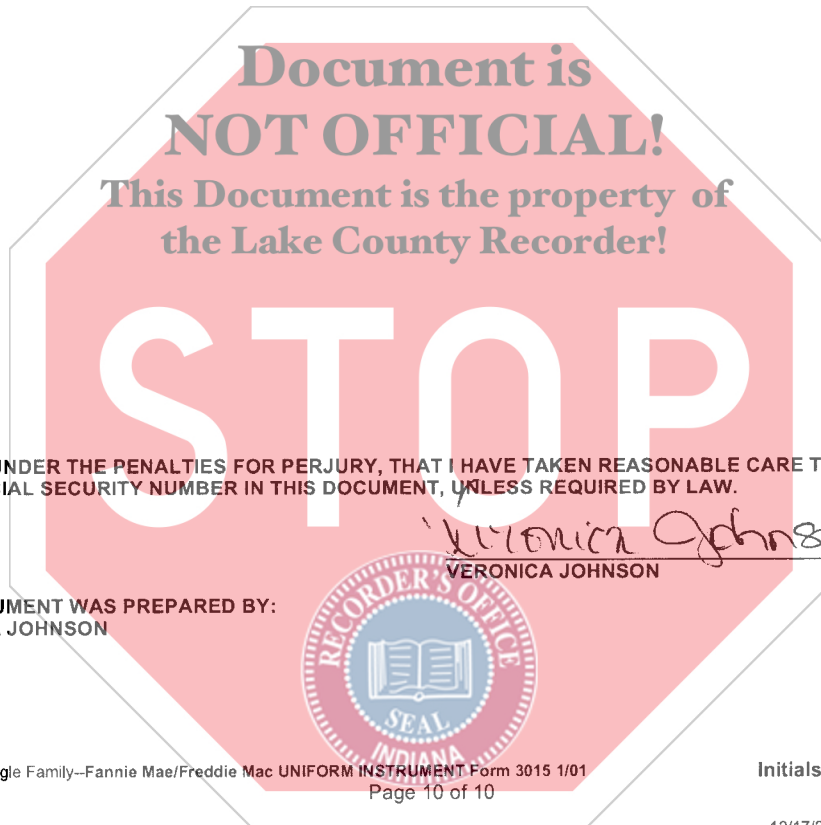 Document is
NOT OFFICIAL!
This Document is the property of
the Lake County Recorder!
STOP
UNDER THE PENALTIES FOR PERJURY, THAT I HAVE TAKEN REASONABLE CARE T
IAL SECURITY NUMBER IN THIS DOCUMENT, UNLESS REQUIRED BY LAW.
Veronica Johns
VERONICA JOHNSON
UMENT WAS PREPARED BY:
JOHNSON
RECORDER'S OFFICE
SEAL
INDIANA
gle Family--Fannie Mae/Freddie Mac UNIFORM INSTRUMENT Form 3015 1/01
Initials
Page 10 of 10